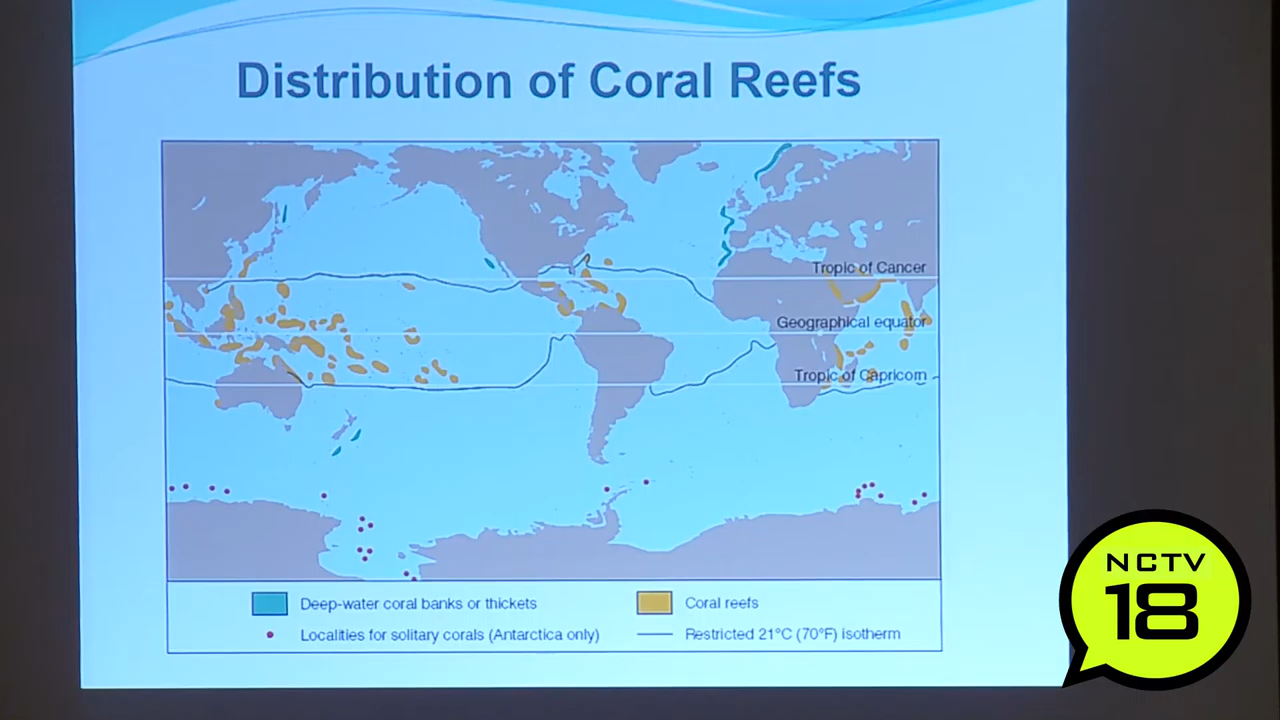 Distribution of Coral Reefs
Tropic of Cancer
Geographical equator
Tropic of Capricorn
Deep-water coral banks or thickets
Coral reefs
Localities for solitary corals (Antarctica only)
Restricted 21°C (70°F) isotherm
NCTV
18